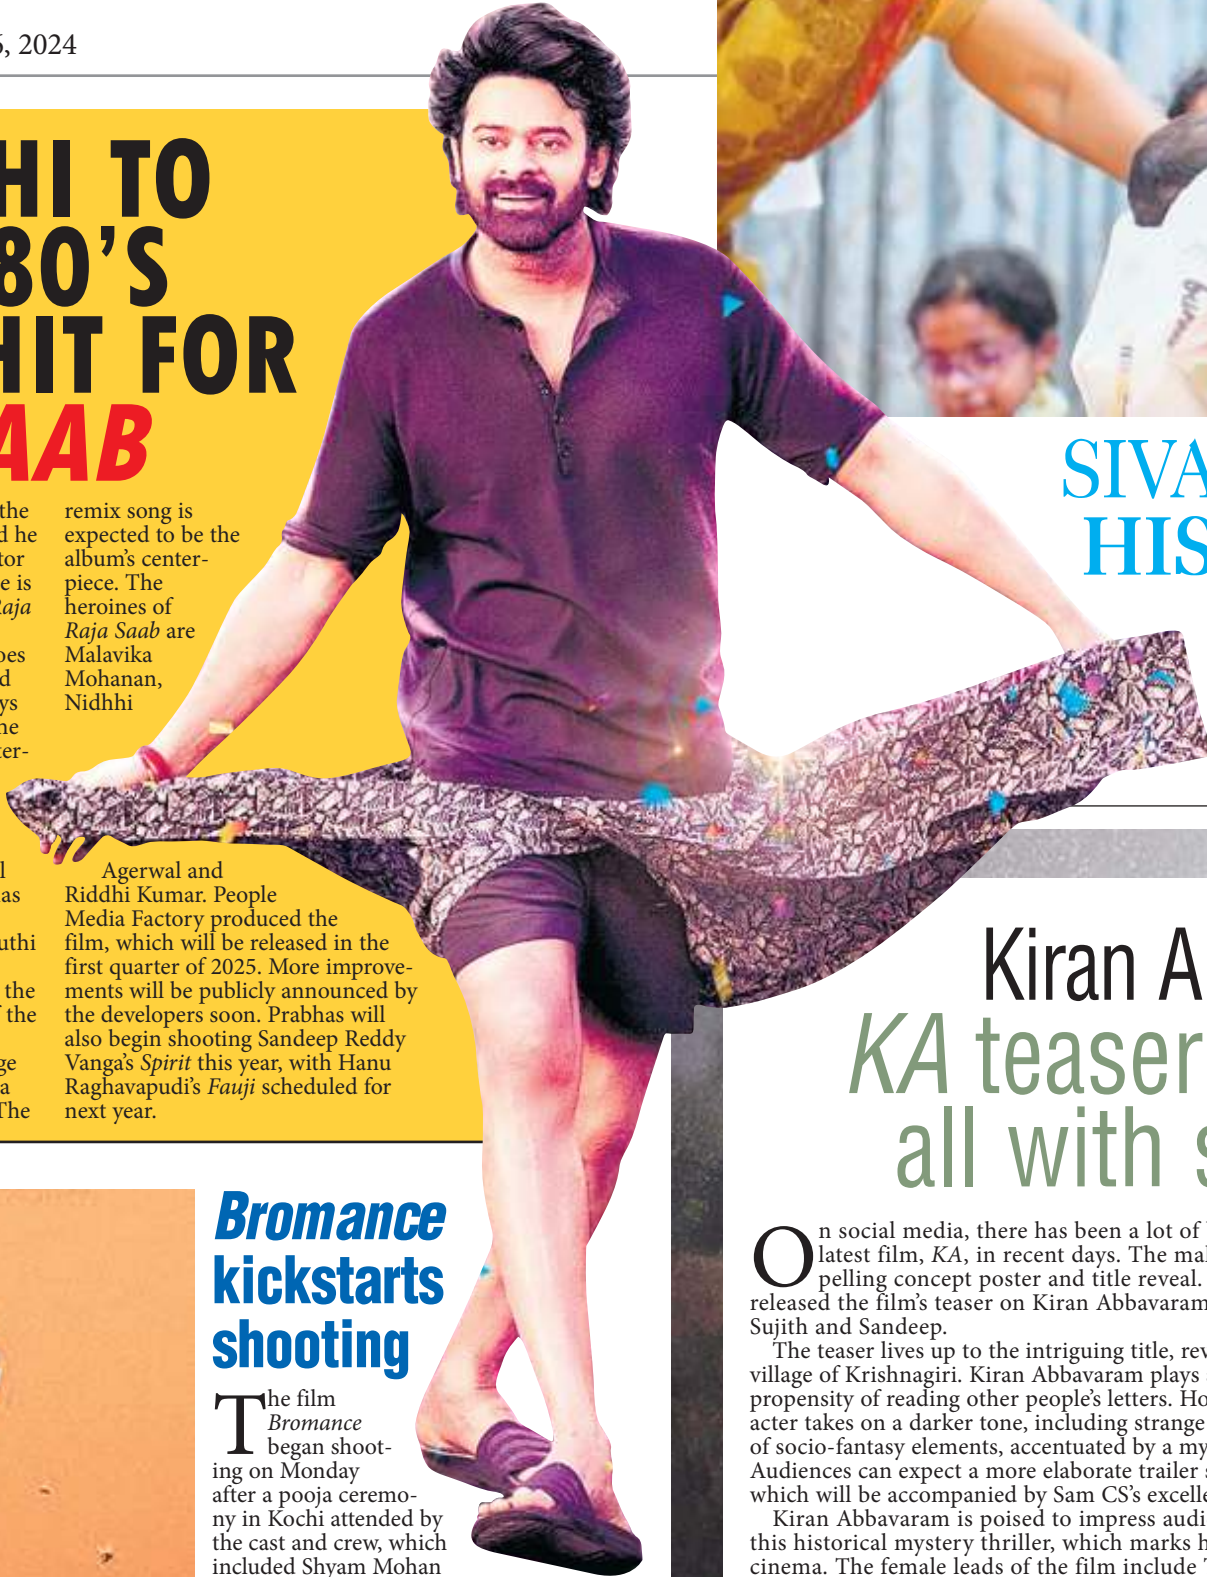 2024
HI TO
80'S
HIT FOR
AAB
the
he
is
Raja
the
the
The
remix song is
expected to be the
album's center-
piece. The
heroines of
Raja Saab are
Malavika
Mohanan,
Nidhhi
Agerwal and
Riddhi Kumar. People
Media Factory produced the
film, which will be released in the
first quarter of 2025. More improve-
ments will be publicly announced by
the developers soon. Prabhas will
also begin shooting Sandeep Reddy
Vanga's Spirit this year, with Hanu
Raghavapudi's Fauji scheduled for
next year.
Bromance
kickstarts
shooting
The film
Bromance
began shoot-
ing on Monday
after a pooja ceremo-
ny in Kochi attended by
the cast and crew, which
included Shyam Mohan
SIVA
HIS
Kiran A
KA teaser
all with s
On social media, there has been a lot of
latest film, KA, in recent days. The mak
pelling concept poster and title reveal.
released the film's teaser on Kiran Abbavaram
Sujith and Sandeep.
The teaser lives up to the intriguing title, rev
village of Krishnagiri. Kiran Abbavaram plays
propensity of reading other people's letters. Ho
acter takes on a darker tone, including strange
of socio-fantasy elements, accentuated by a my
Audiences can expect a more elaborate trailer s
which will be accompanied by Sam CS's excelle
Kiran Abbavaram is poised to impress audi
this historical mystery thriller, which marks h
cinema. The female leads of the film include T